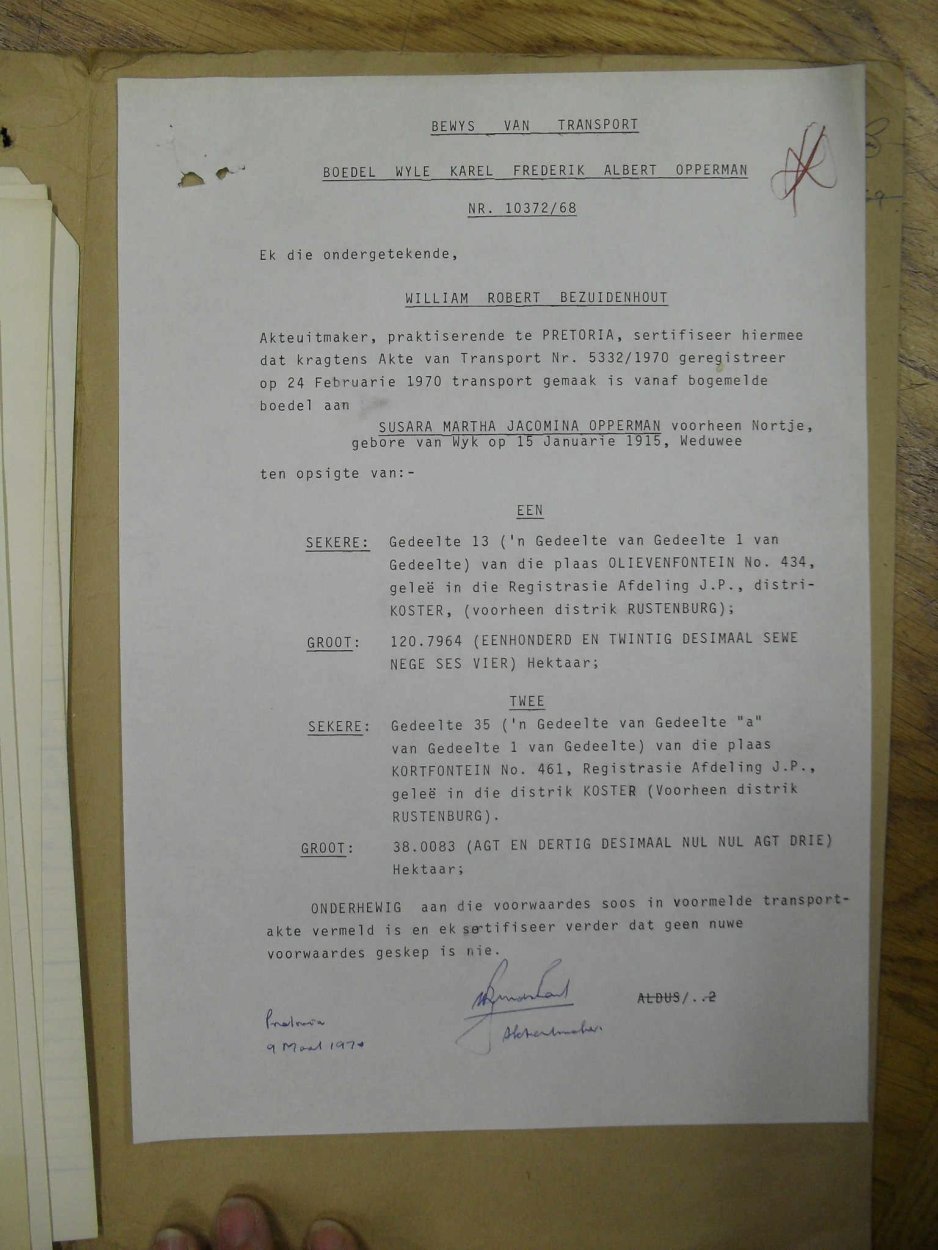 BEWYS VAN TRANSPORT
BOEDEL WYLE KAREL FREDERIK ALBERT OPPERMAN
NR. 10372/68
Ek die ondergetekende,
WILLIAM ROBERT BEZUIDENHOUT
Akteuitmaker, praktiserende te PRETORIA, sertifiseer hiermee
dat kragtens Akte van Transport Nr. 5332/1970 geregistreer
op 24 Februarie 1970 transport gemaak is vanaf bogemelde
boedel aan
SUSARA MARTHA JACOMINA OPPERMAN voorheen Nortje,
gebore van Wyk op 15 Januarie 1915, Weduwee
ten opsigte van:-
EEN
SEKERE: Gedeelte 13 ('n Gedeelte van Gedeelte 1 van
Gedeelte) van die plaas OLIEVENFONTEIN No. 434,
geleë in die Registrasie Afdeling J.P., distri-
KOSTER, (voorheen distrik RUSTENBURG);
GROOT: 120.7964 (EENHONDERD EN TWINTIG DESIMAAL SEWE
NEGE SES VIER) Hektaar;
TWEE
SEKERE: Gedeelte 35 ('n Gedeelte van Gedeelte "a"
van Gedeelte 1 van Gedeelte) van die plaas
KORTFONTEIN No. 461, Registrasie Afdeling J.P.,
geleë in die distrik KOSTER (Voorheen distrik
RUSTENBURG).
GROOT: 38.0083 (AGT EN DERTIG DESIMAAL NUL NUL AGT DRIE)
Hektaar;
ONDERHEWIG aan die voorwaardes soos in voormelde transport-
akte vermeld is en ek sertifiseer verder dat geen nuwe
voorwaardes geskep is nie.
ALDUS/..2
Pretoria
Akteuitmaker.
9 Maart 1970